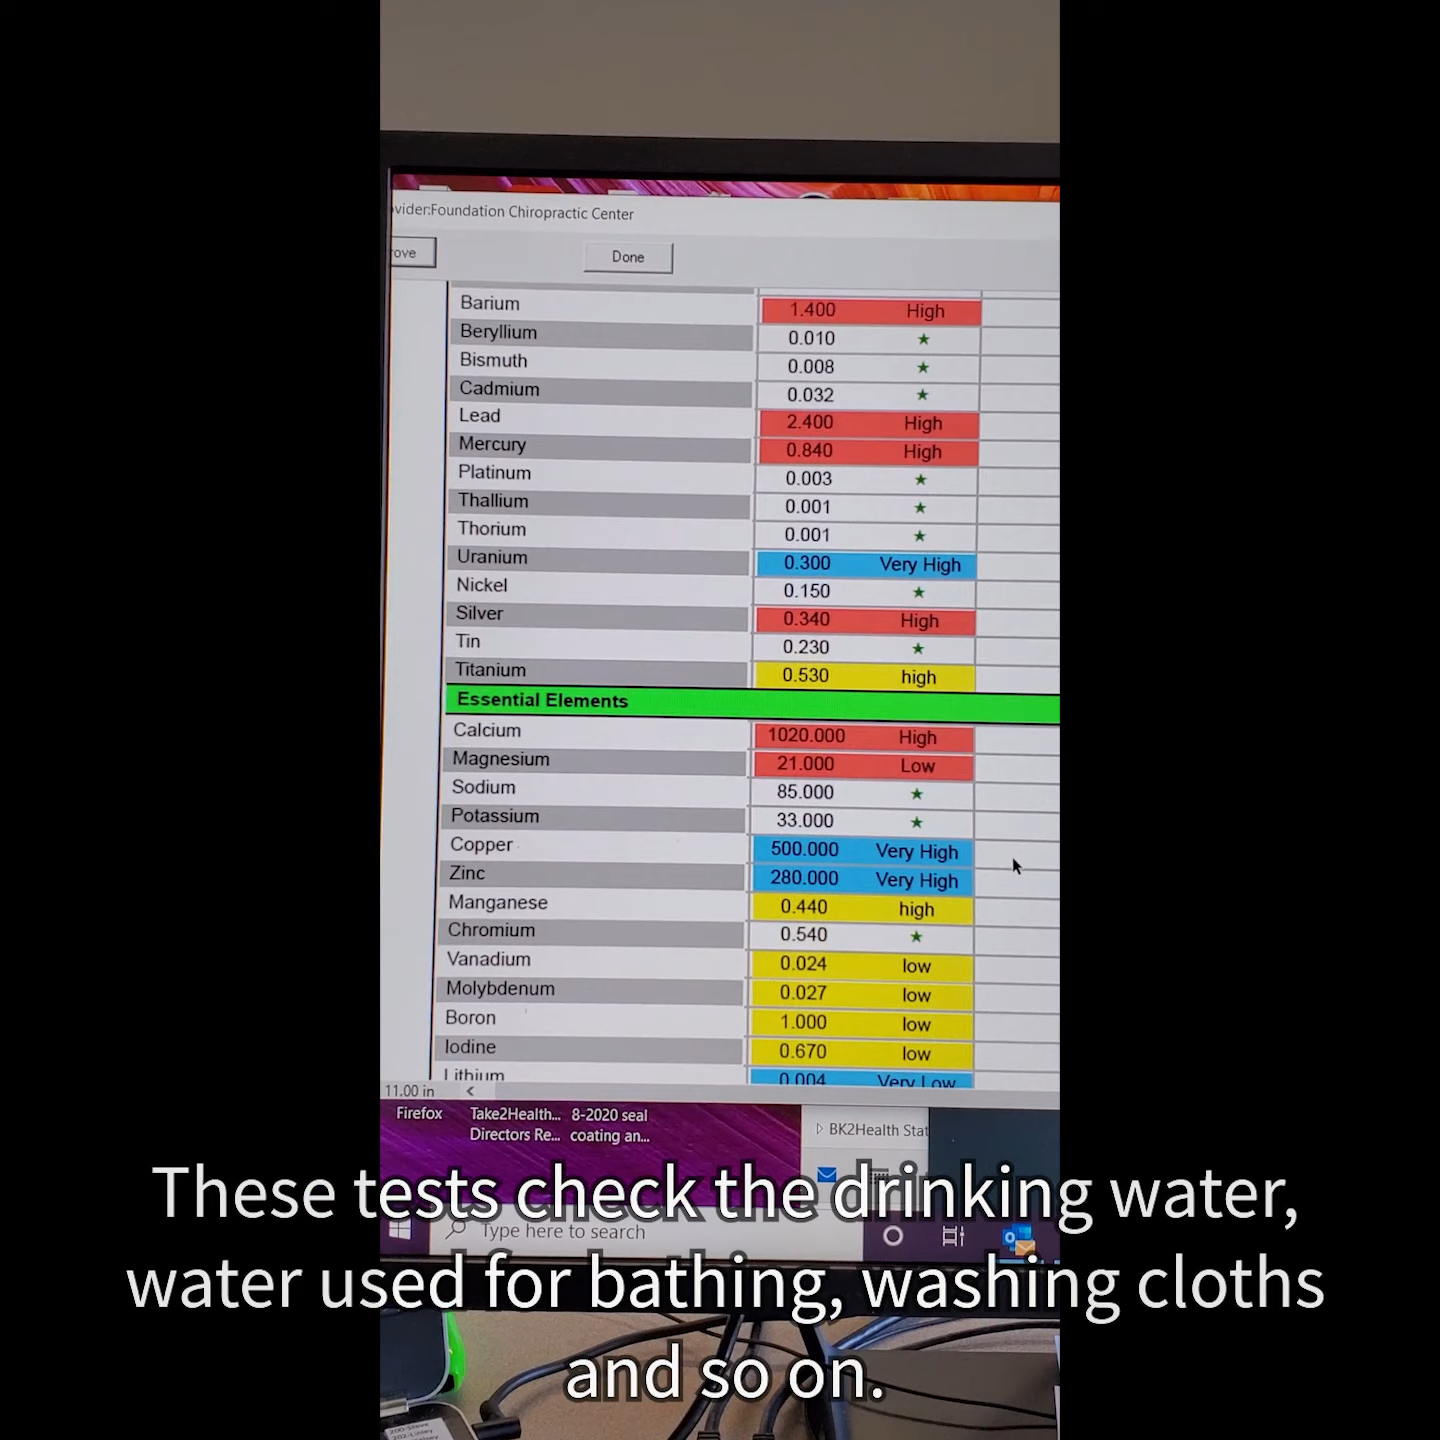 ovider:Foundation Chiropractic Center
ove
Done
Barium 1.400 High
Beryllium 0.010 ★
Bismuth 0.008 ★
Cadmium 0.032 ★
Lead 2.400 High
Mercury 0.840 High
Platinum 0.003 ★
Thallium 0.001 ★
Thorium 0.001 ★
Uranium 0.300 Very High
Nickel 0.150 ★
Silver 0.340 High
Tin 0.230 ★
Titanium 0.530 high
Essential Elements
Calcium 1020.000 High
Magnesium 21.000 Low
Sodium 85.000 ★
Potassium 33.000 ★
Copper 500.000 Very High
Zinc 280.000 Very High
Manganese 0.440 high
Chromium 0.540 ★
Vanadium 0.024 low
Molybdenum 0.027 low
Boron 1.000 low
Iodine 0.670 low
Lithium 0.004 Very Low
11.00 in <
Firefox
Take2Health...
Directors Re...
8-2020 seal
coating an...
BK2Health Stat
Type here to search
These tests check the drinking water,
water used for bathing, washing cloths
and so on.